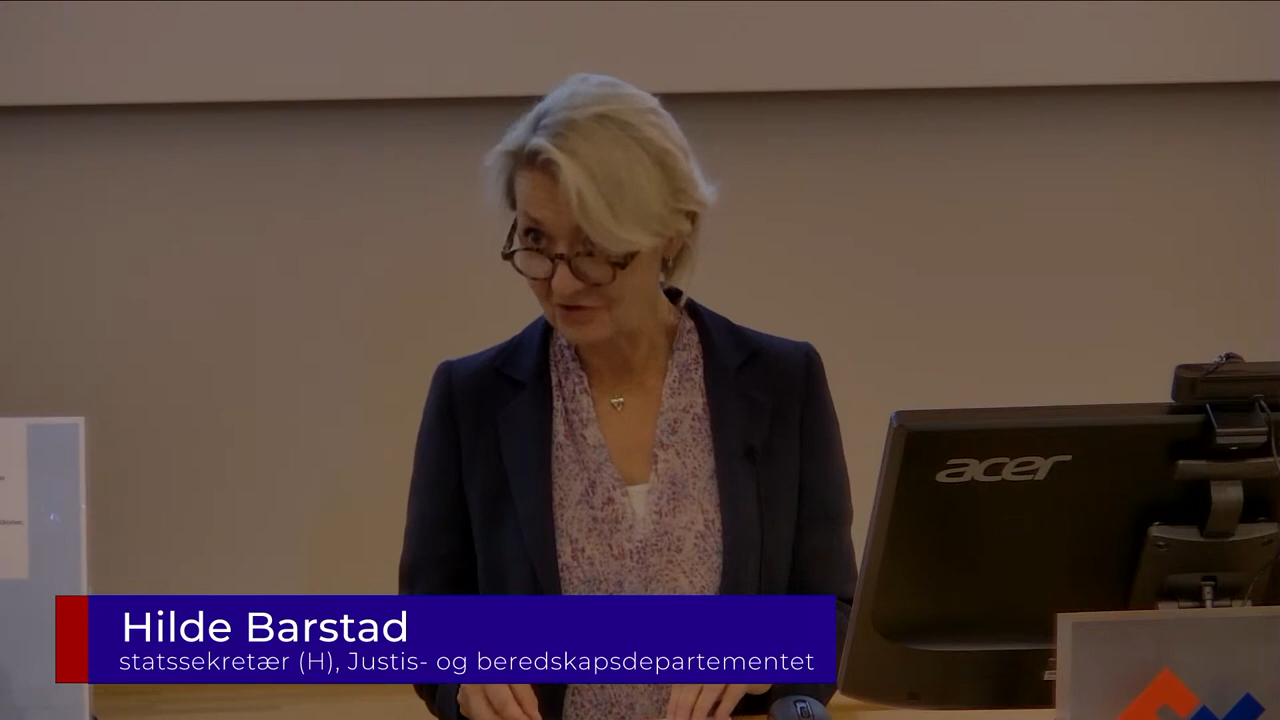 Hilde Barstad
statssekretær (H), Justis- og beredskapsdepartementet
acer